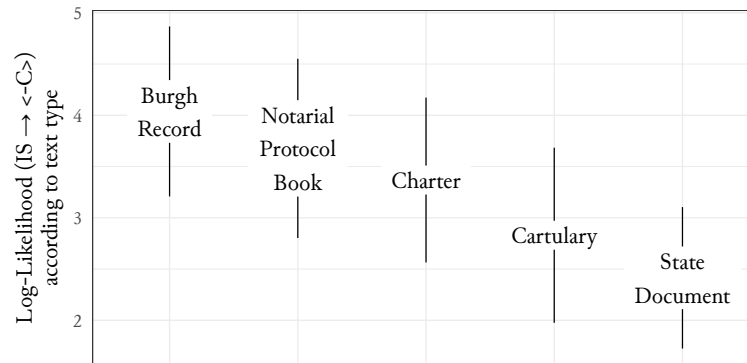 Log-Likelihood (IS → <-C>)
according to text type
5
4
3
2
Burgh
Record
Notarial
Protocol
Book
Charter
Cartulary
State
Document